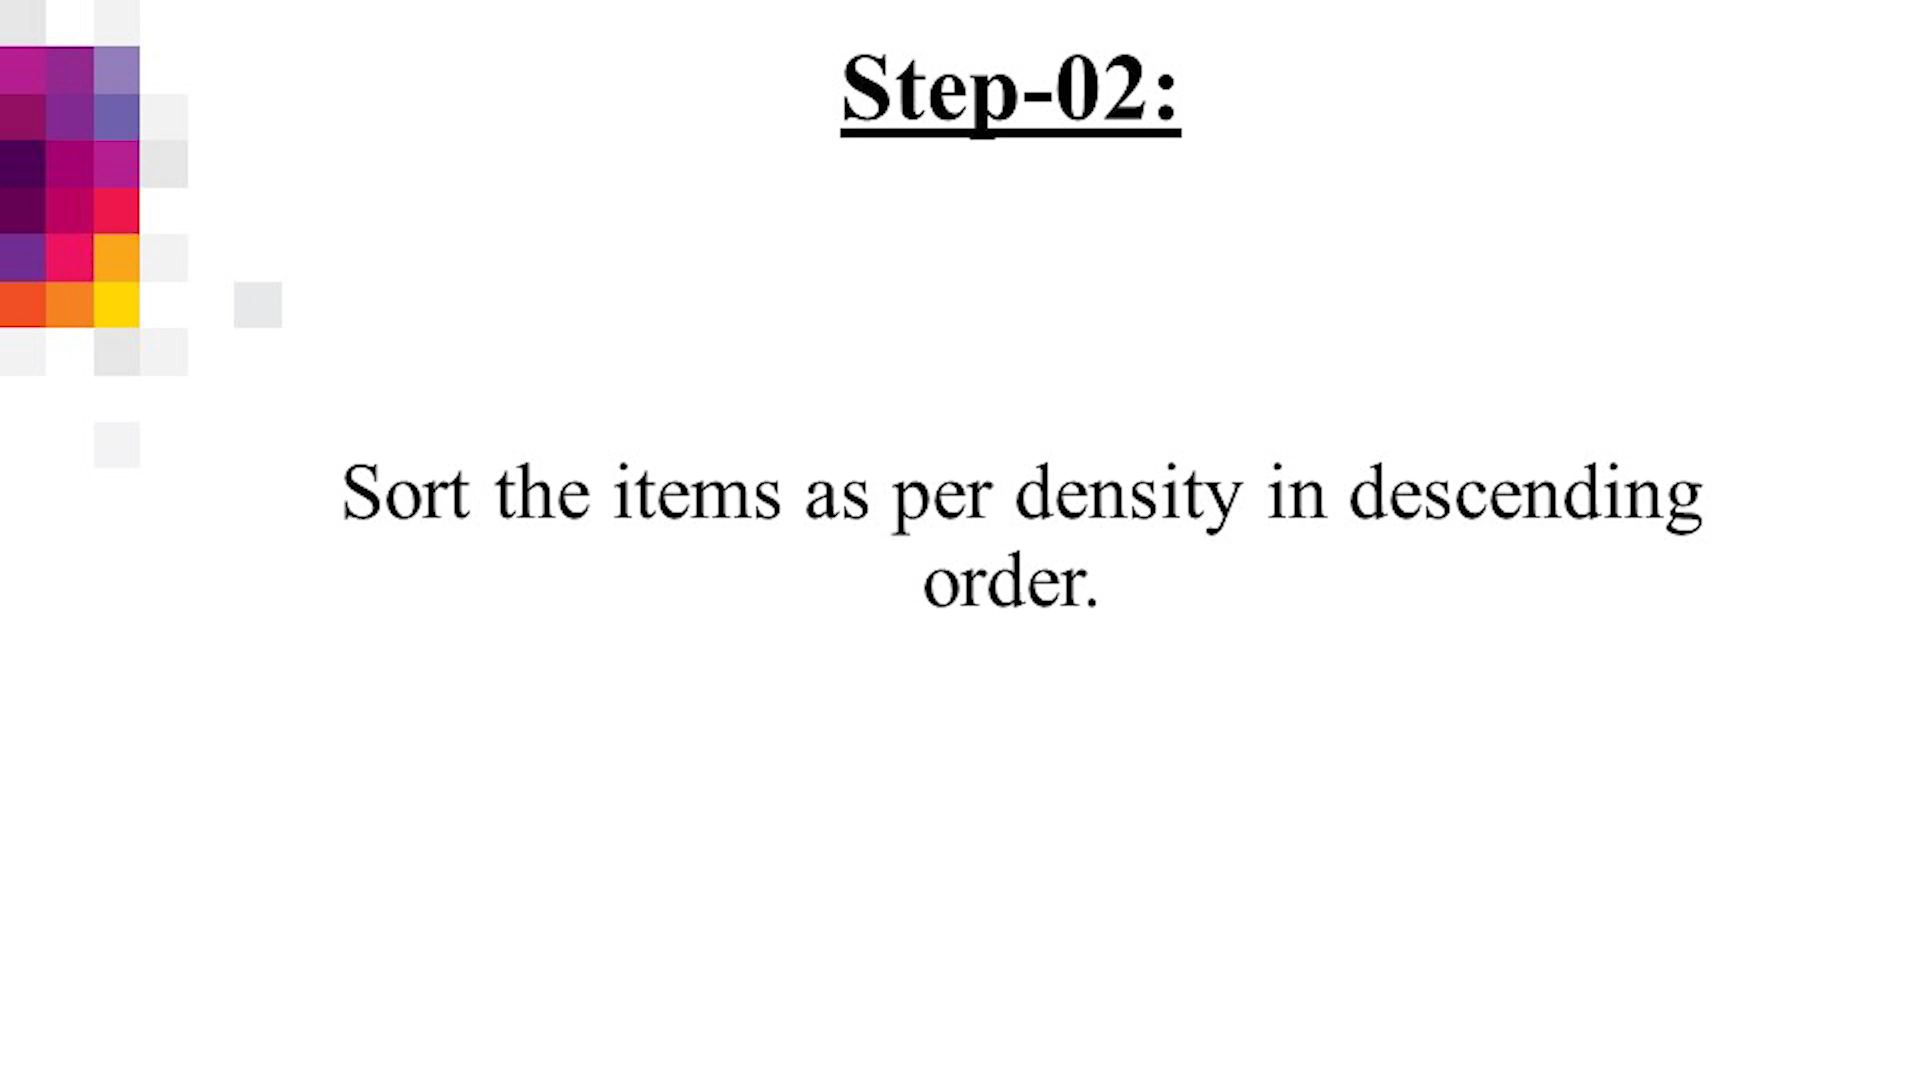 Step-02:
Sort the items as per density in descending
order.